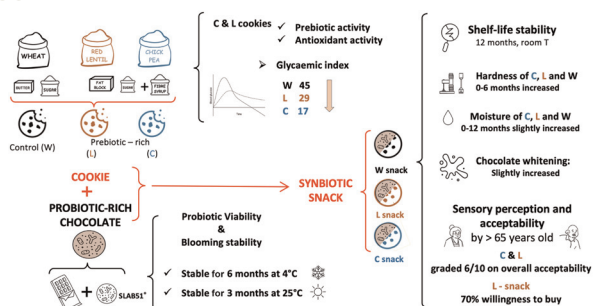 WHEAT
RED
LENTIL
CHICK
PEA
BUTTER
SUGAR
FAT
BLOCK
SUGAR
FIBRE
SYRUP
Control (W)
Prebiotic – rich
(L)
(C)
COOKIE
+
PROBIOTIC-RICH
CHOCOLATE
+
SLAB51®
C & L cookies
✓ Prebiotic activity
✓ Antioxidant activity
➢ Glycaemic index
W 45
L 29
C 17
Probiotic Viability
&
Blooming stability
✓ Stable for 6 months at 4°C
✓ Stable for 3 months at 25°C
SYNBIOTIC
SNACK
W snack
L snack
C snack
Shelf-life stability
12 months, room T
Hardness of C, L and W
0-6 months increased
Moisture of C, L and W
0-12 months slightly increased
Chocolate whitening:
Slightly increased
Sensory perception and
acceptability
by > 65 years old
C & L
graded 6/10 on overall acceptability
L - snack
70% willingness to buy